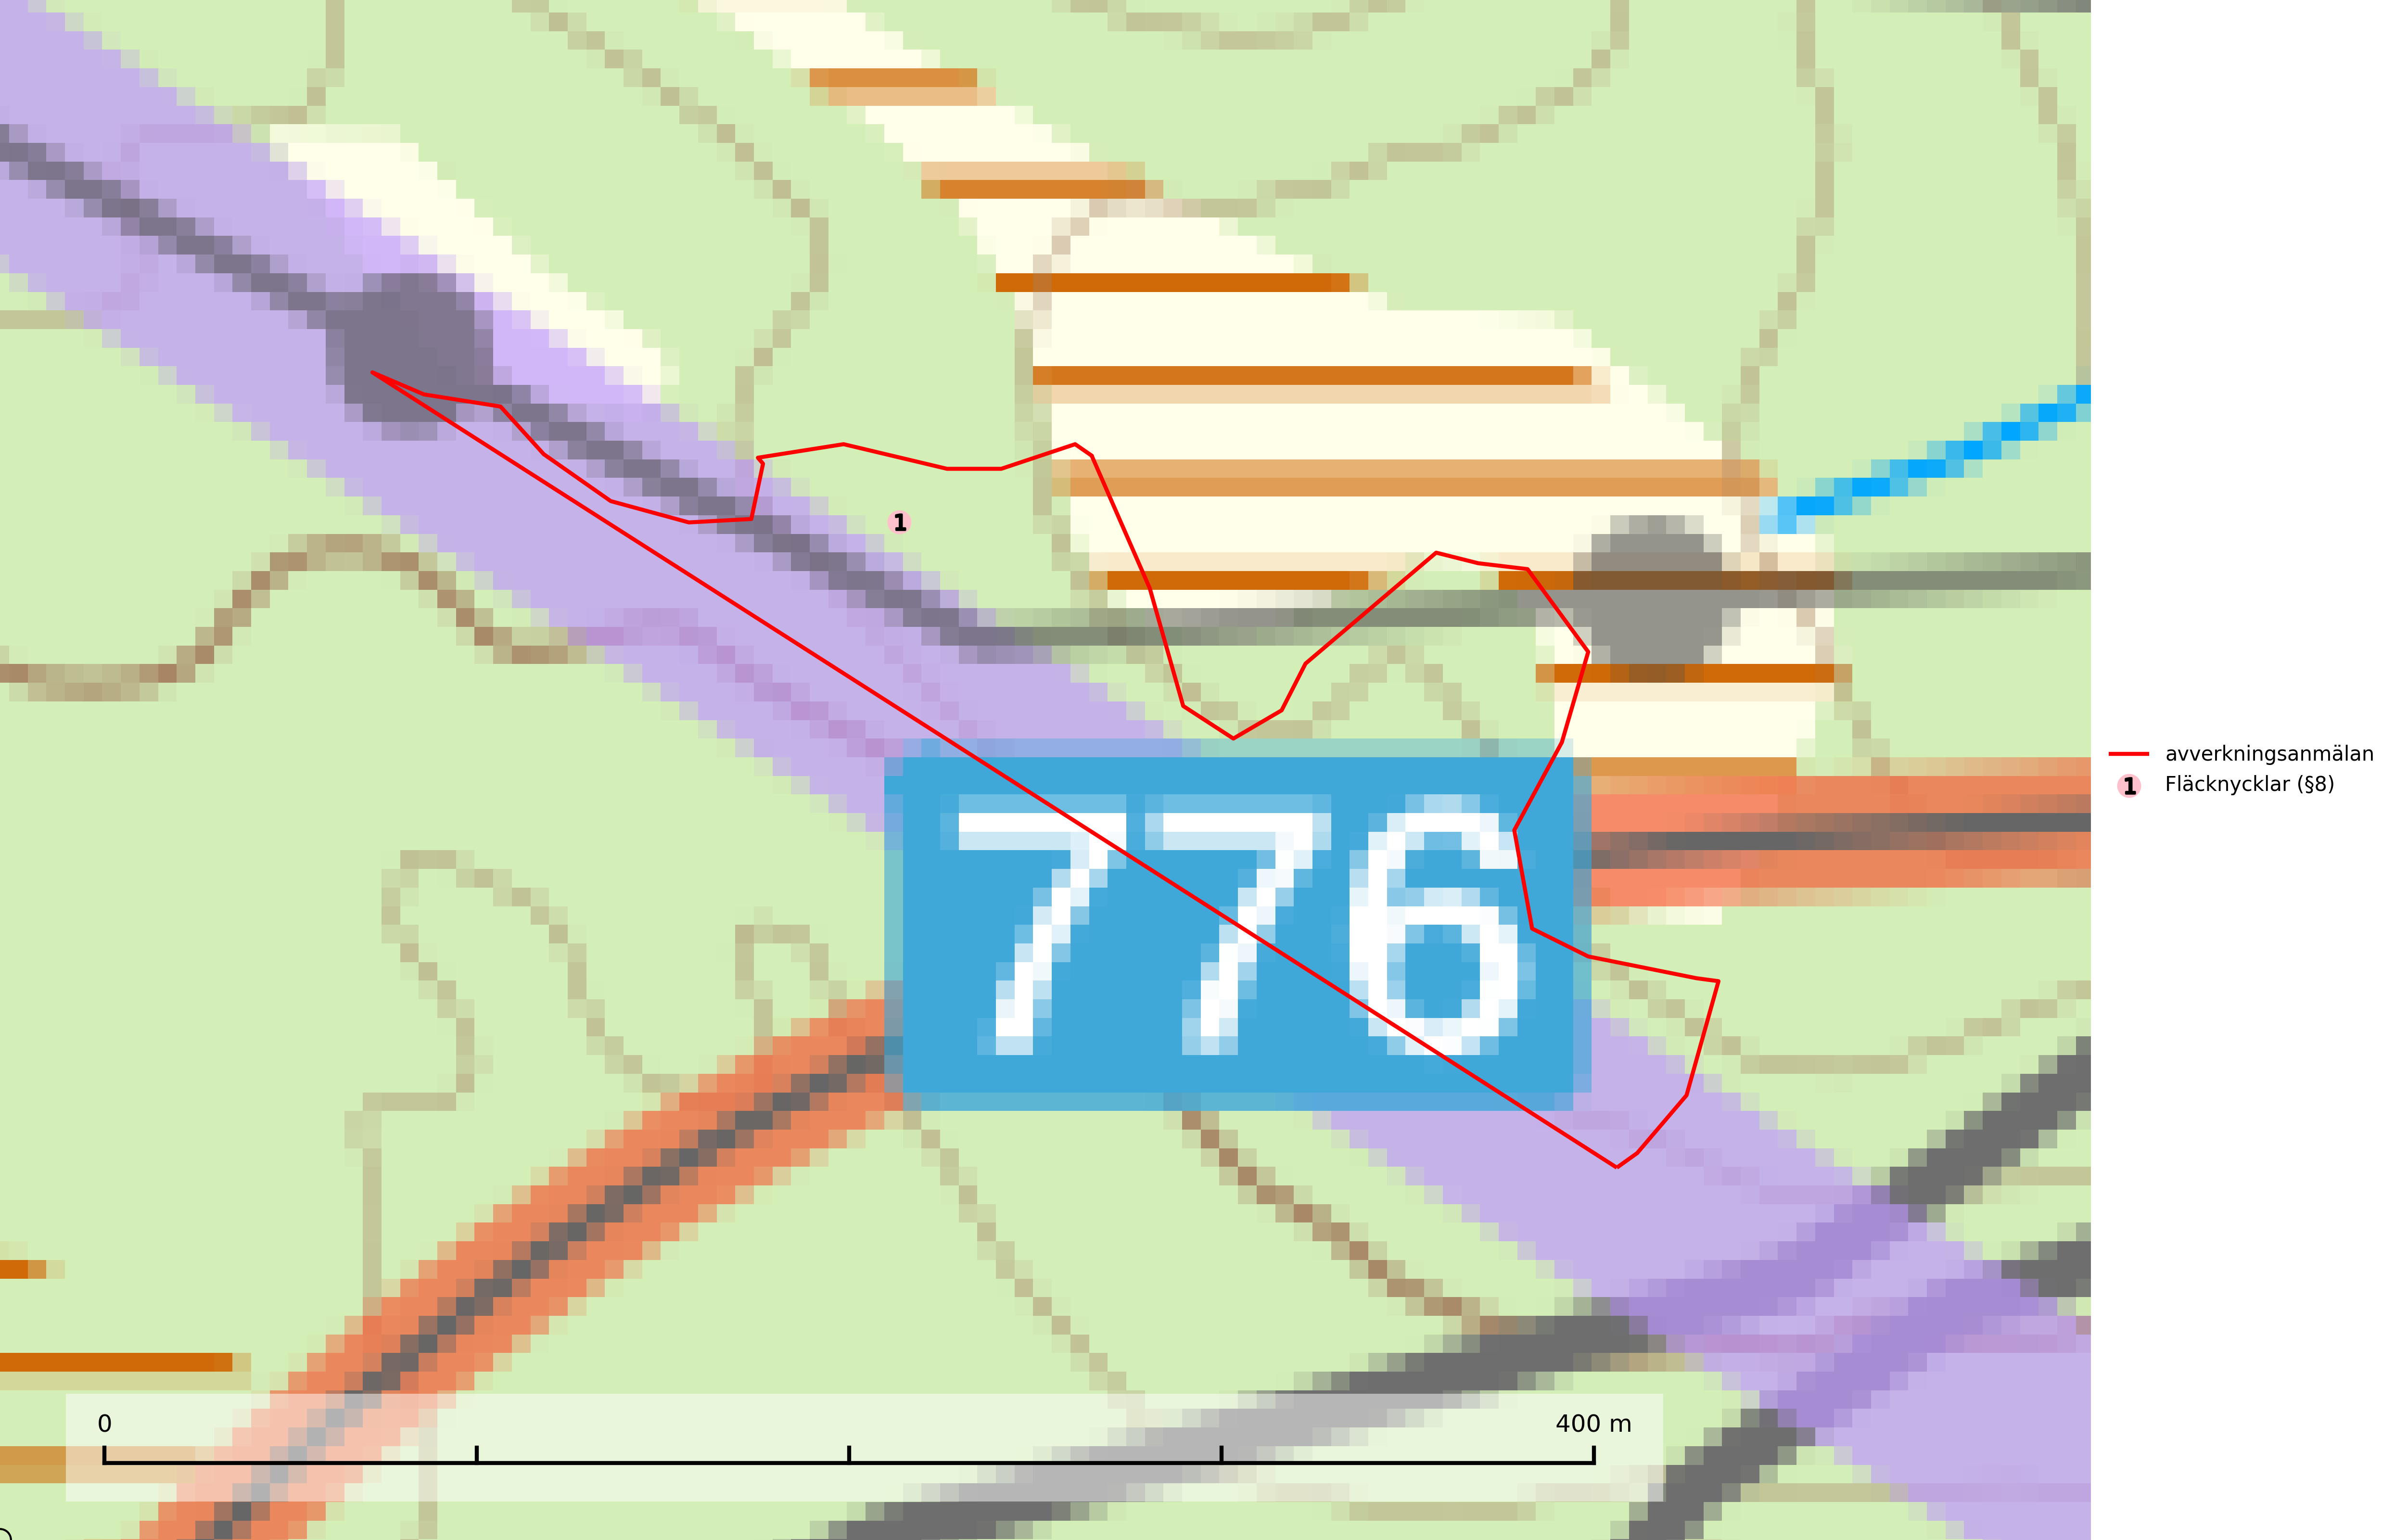 1
776
avverkningsanmälan
1 Fläcknycklar (§8)
0 400 m